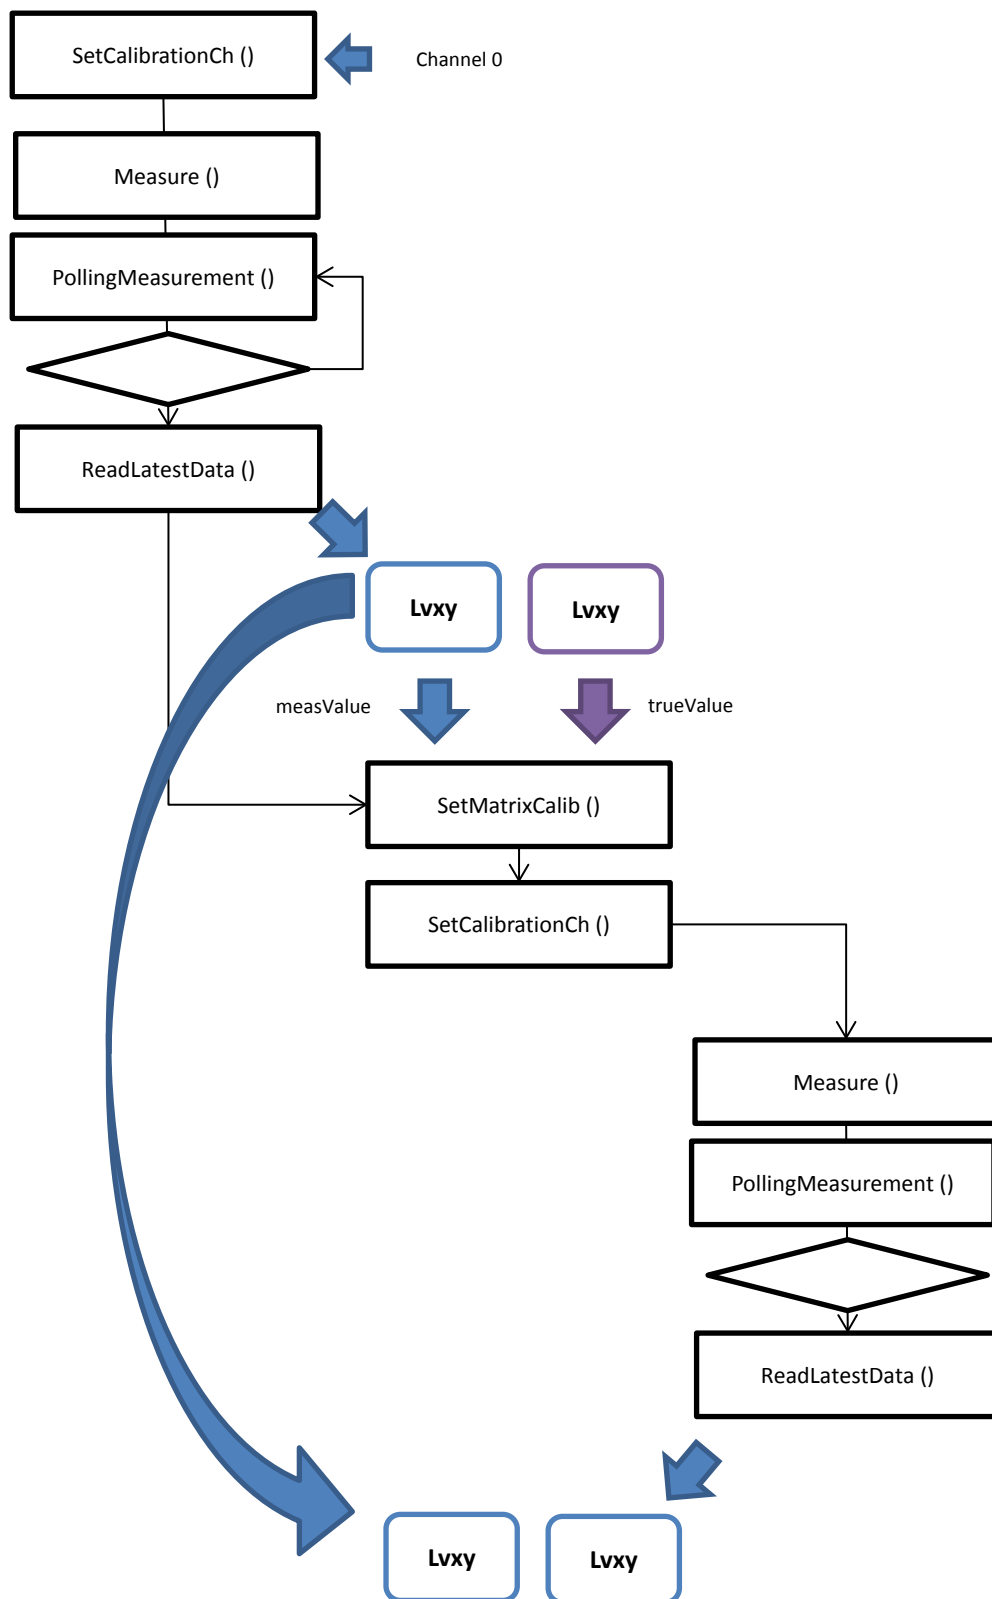 SetCalibrationCh ()
Channel 0
Measure ()
PollingMeasurement ()
ReadLatestData ()
Lvxy
Lvxy
measValue
trueValue
SetMatrixCalib ()
SetCalibrationCh ()
Measure ()
PollingMeasurement ()
ReadLatestData ()
Lvxy
Lvxy